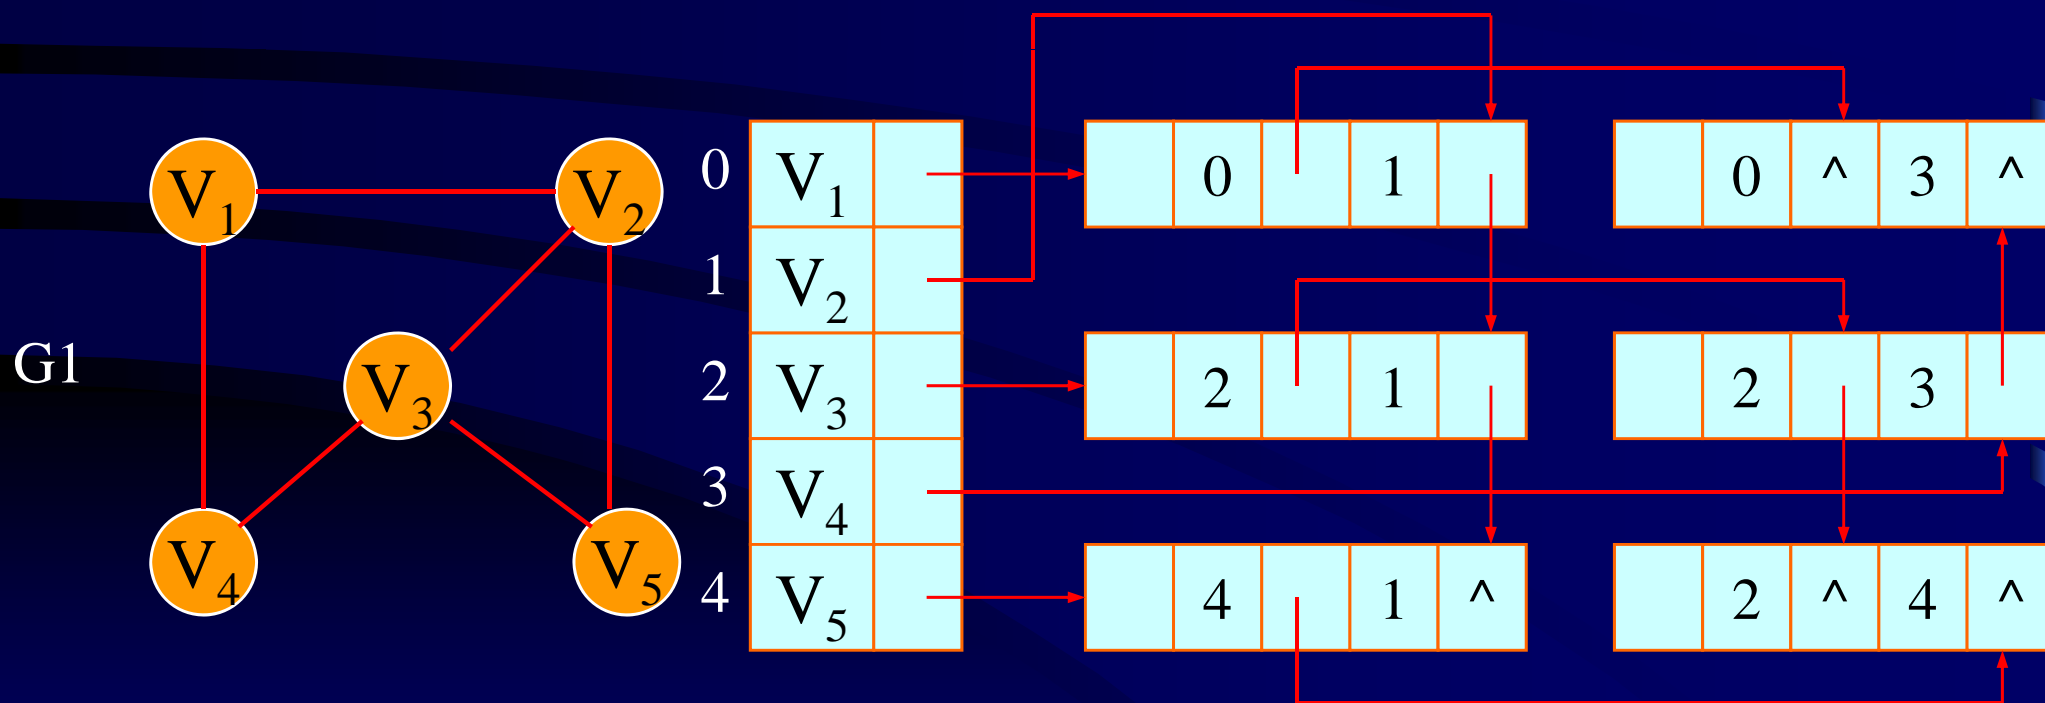 V1 V2
V3
V4 V5
G1
0 V1 0 1 0 ^ 3 ^
1 V2
2 V3 2 1 2 3
3 V4
4 V5 4 1 ^ 2 ^ 4 ^